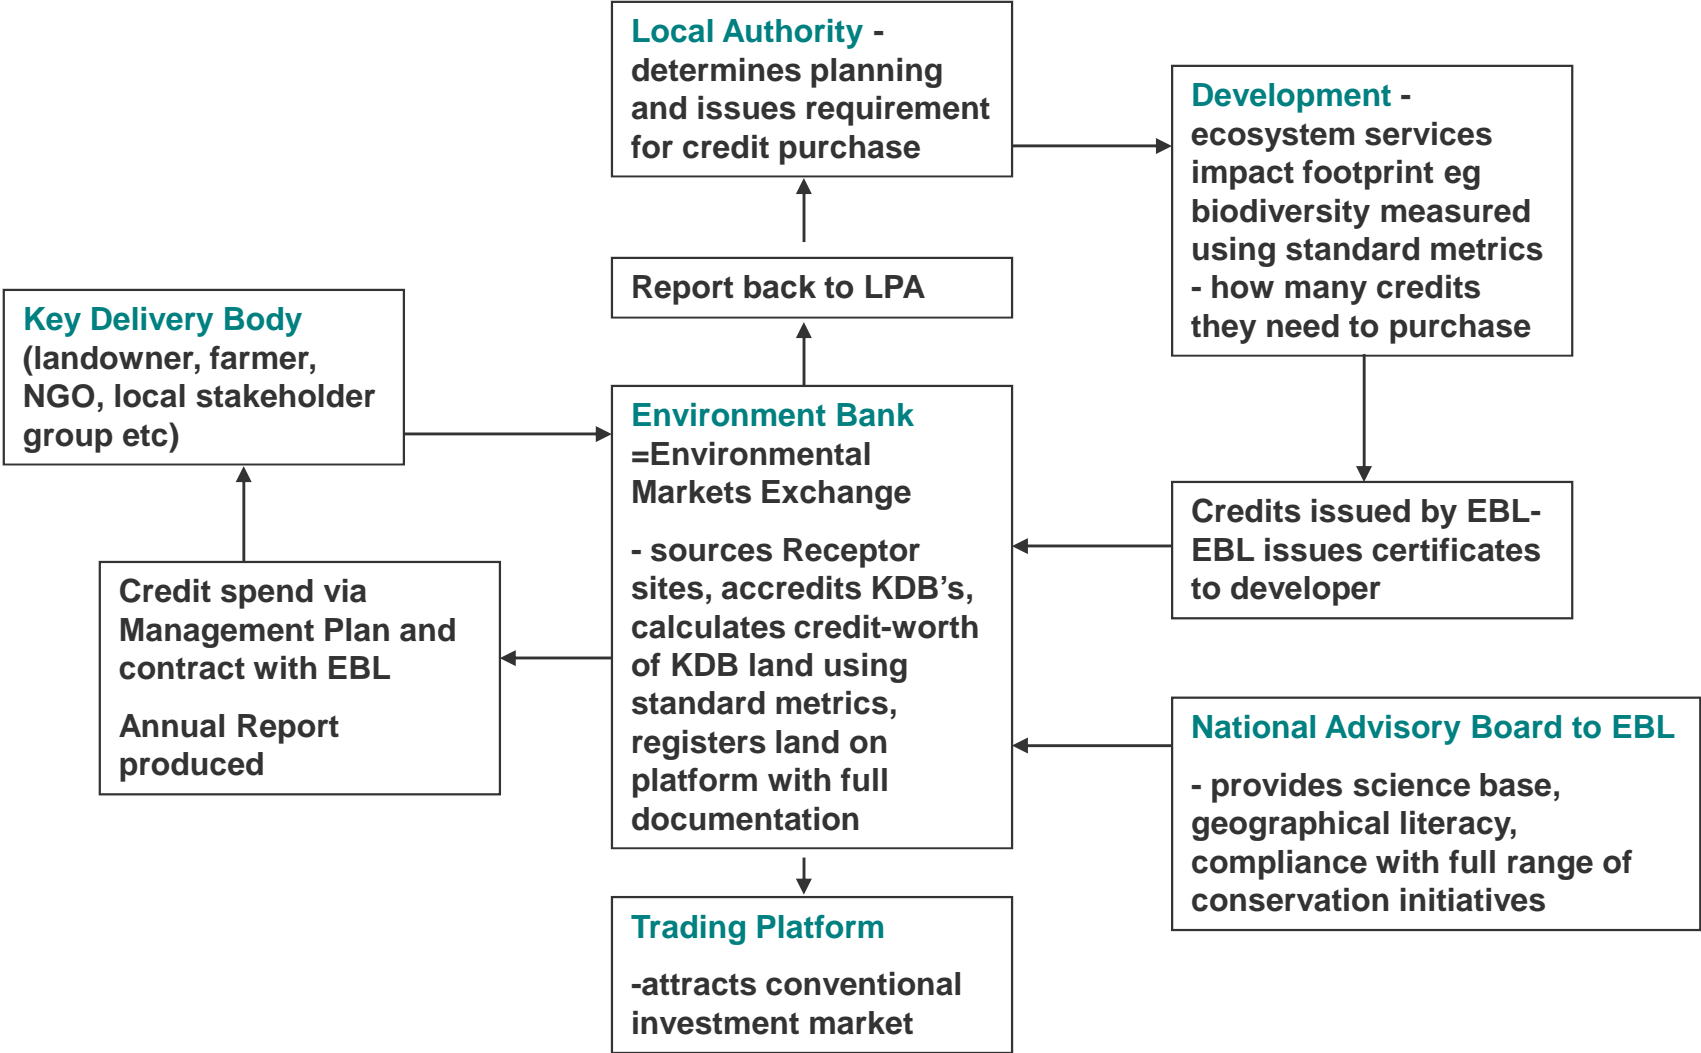 Local Authority -
determines planning
and issues requirement
for credit purchase
Development -
ecosystem services
impact footprint eg
biodiversity measured
using standard metrics
- how many credits
they need to purchase
Report back to LPA
Key Delivery Body
(landowner, farmer,
NGO, local stakeholder
group etc)
Environment Bank
=Environmental
Markets Exchange
- sources Receptor
sites, accredits KDB’s,
calculates credit-worth
of KDB land using
standard metrics,
registers land on
platform with full
documentation
Credits issued by EBL-
EBL issues certificates
to developer
Credit spend via
Management Plan and
contract with EBL
Annual Report
produced
National Advisory Board to EBL
- provides science base,
geographical literacy,
compliance with full range of
conservation initiatives
Trading Platform
-attracts conventional
investment market